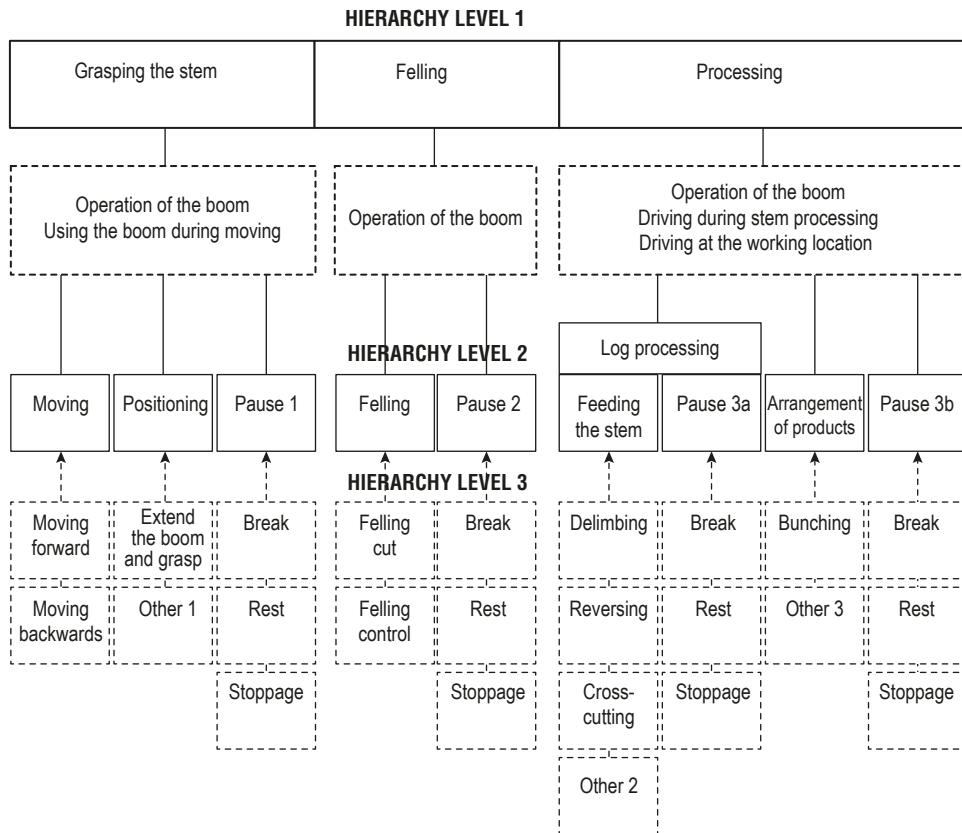 HIERARCHY LEVEL 1
Grasping the stem
Felling
Processing
Operation of the boom
Using the boom during moving
Operation of the boom
Operation of the boom
Driving during stem processing
Driving at the working location
HIERARCHY LEVEL 2
Log processing
Moving
Positioning
Pause 1
Felling
Pause 2
Feeding
the stem
Pause 3a
Arrangement
of products
Pause 3b
HIERARCHY LEVEL 3
Moving
forward
Extend
the boom
and grasp
Break
Felling
cut
Break
Delimbing
Break
Bunching
Break
Moving
backwards
Other 1
Rest
Felling
control
Rest
Reversing
Rest
Other 3
Rest
Stoppage
Stoppage
Cross-
cutting
Stoppage
Stoppage
Other 2